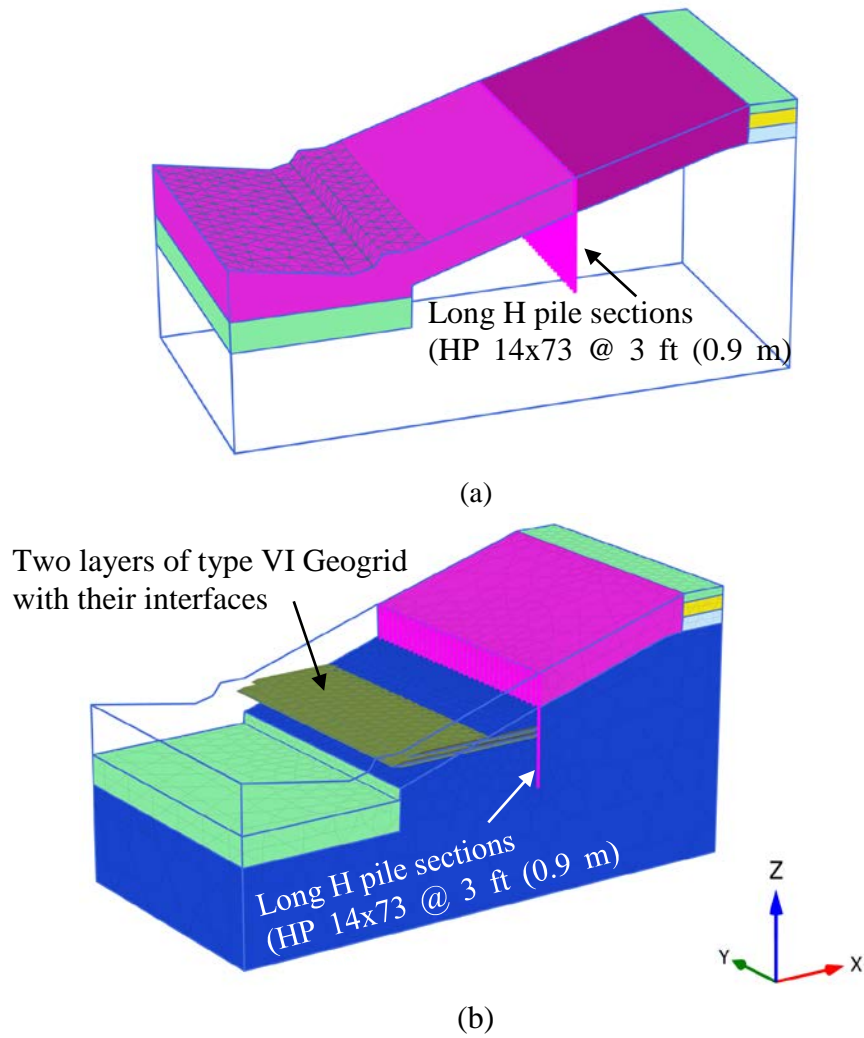 Long H pile sections
(HP 14x73 @ 3 ft (0.9 m)
(a)
Two layers of type VI Geogrid
with their interfaces
Long H pile sections
(HP 14x73 @ 3 ft (0.9 m)
Z
Y
X
(b)